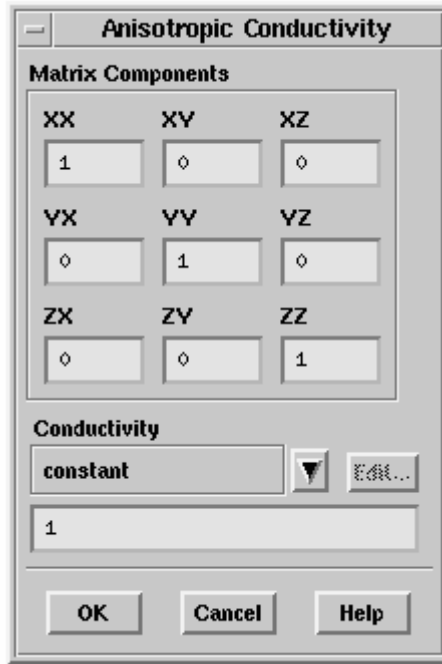 Anisotropic Conductivity
Matrix Components
XX XY XZ
1 0 0
YX YY YZ
0 1 0
ZX ZY ZZ
0 0 1
Conductivity
constant Edit...
1
OK Cancel Help